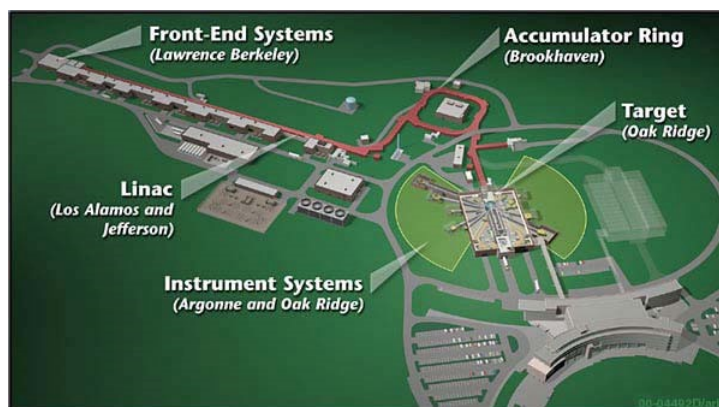 Front-End Systems
(Lawrence Berkeley)
Accumulator Ring
(Brookhaven)
Target
(Oak Ridge)
Linac
(Los Alamos and
Jefferson)
Instrument Systems
(Argonne and Oak Ridge)